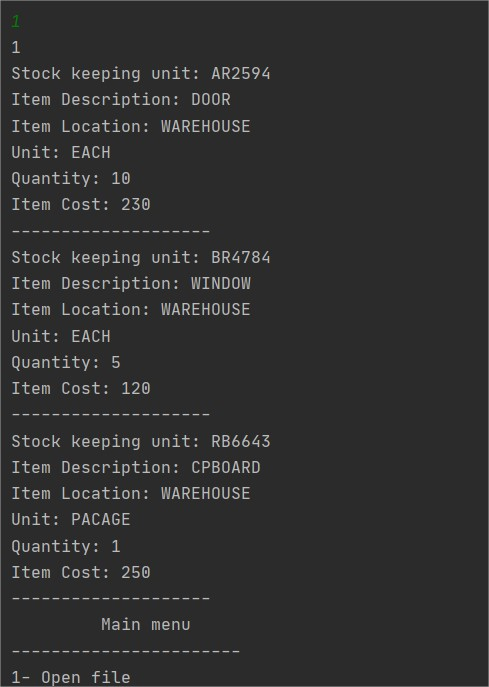 1
1
Stock keeping unit: AR2594
Item Description: DOOR
Item Location: WAREHOUSE
Unit: EACH
Quantity: 10
Item Cost: 230
--------------------
Stock keeping unit: BR4784
Item Description: WINDOW
Item Location: WAREHOUSE
Unit: EACH
Quantity: 5
Item Cost: 120
--------------------
Stock keeping unit: RB6643
Item Description: CPBOARD
Item Location: WAREHOUSE
Unit: PACAGE
Quantity: 1
Item Cost: 250
--------------------
Main menu
-----------------------
1- Open file